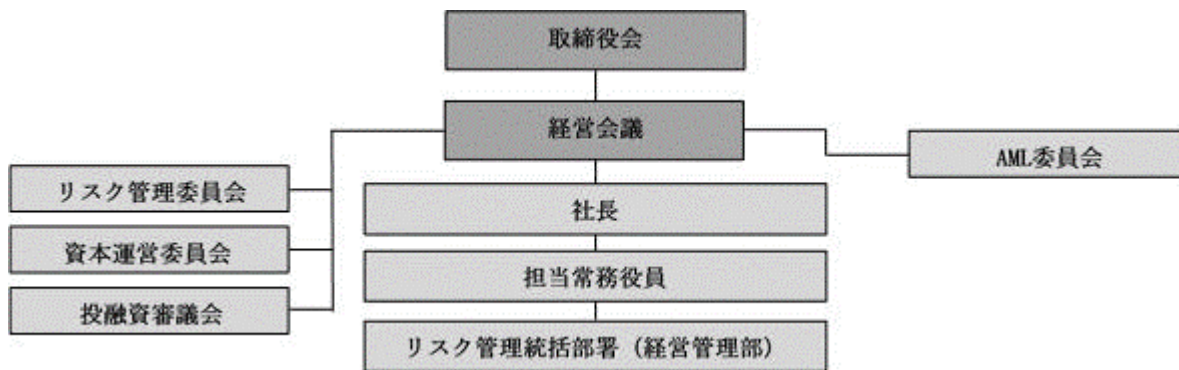 取締役会
経営会議
AML委員会
リスク管理委員会
社長
資本運営委員会
担当常務役員
投融資審議会
リスク管理統括部署（経営管理部）